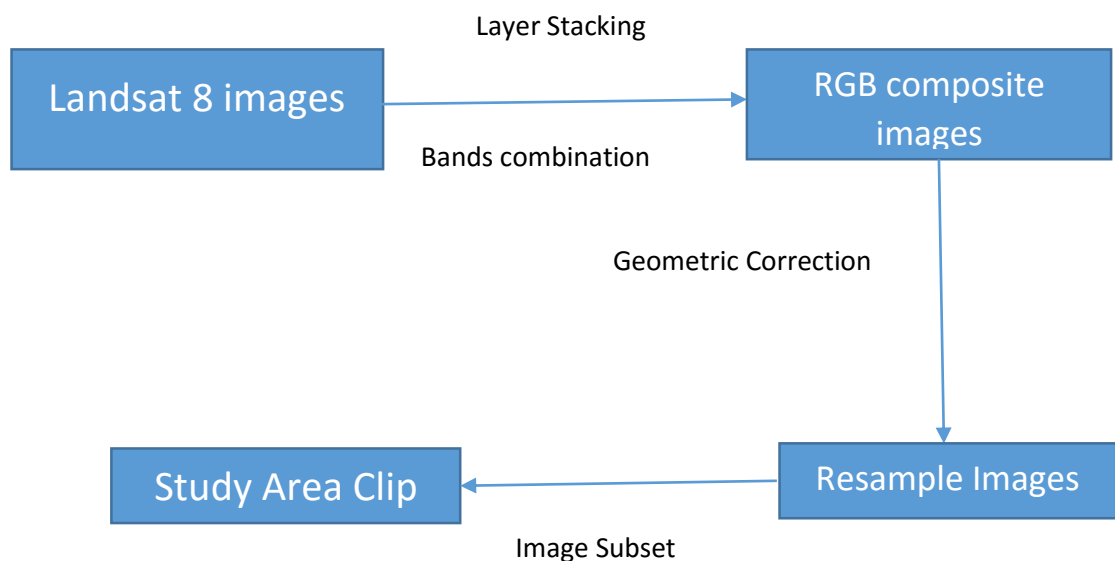 Layer Stacking
Landsat 8 images
RGB composite
images
Bands combination
Geometric Correction
Resample Images
Study Area Clip
Image Subset